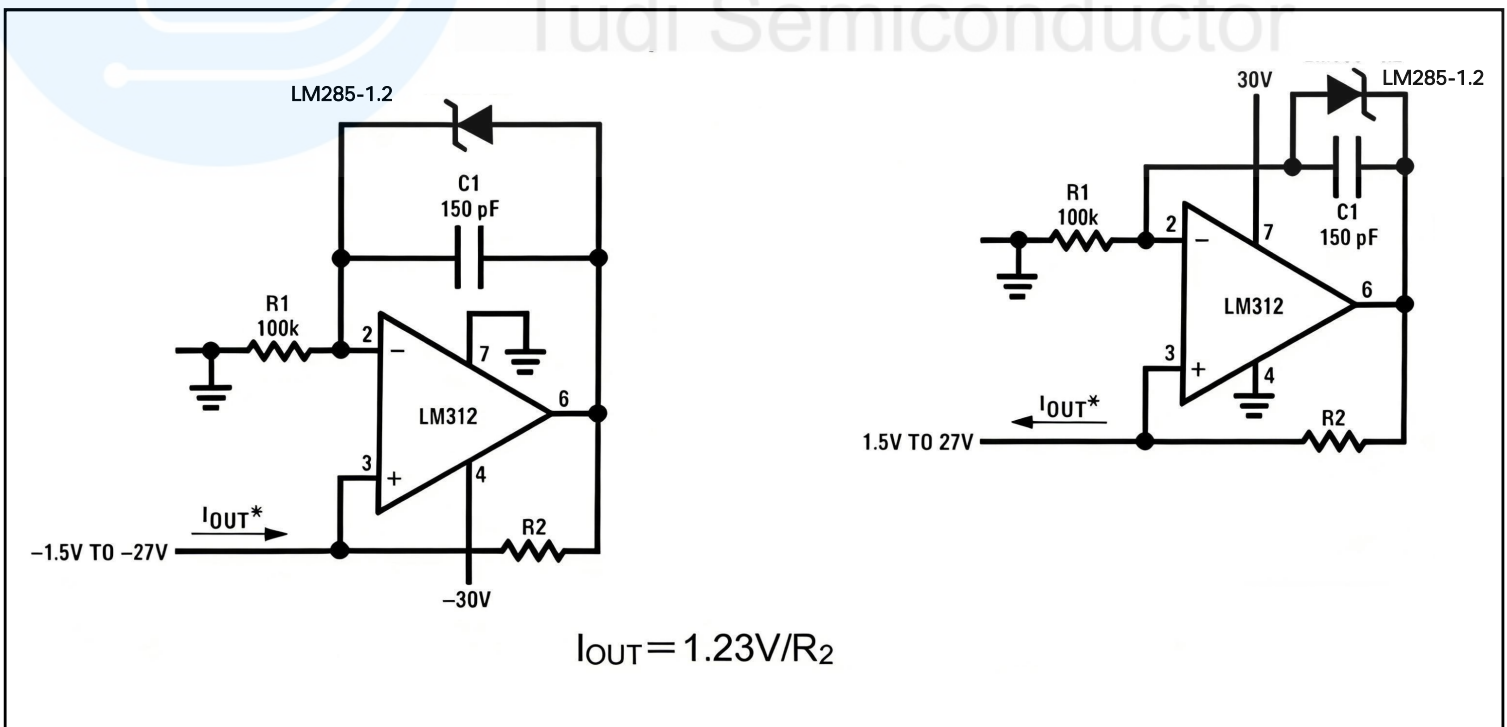 Tudi Semiconductor
LM285-1.2
C1
150 pF
R1
100k
2
−
7
LM312
6
3
+
4
IOUT*
R2
–1.5V TO –27V
–30V
30V
LM285-1.2
R1
100k
C1
150 pF
2
−
7
LM312
6
3
+
4
IOUT*
R2
1.5V TO 27V
IOUT=1.23V/R2